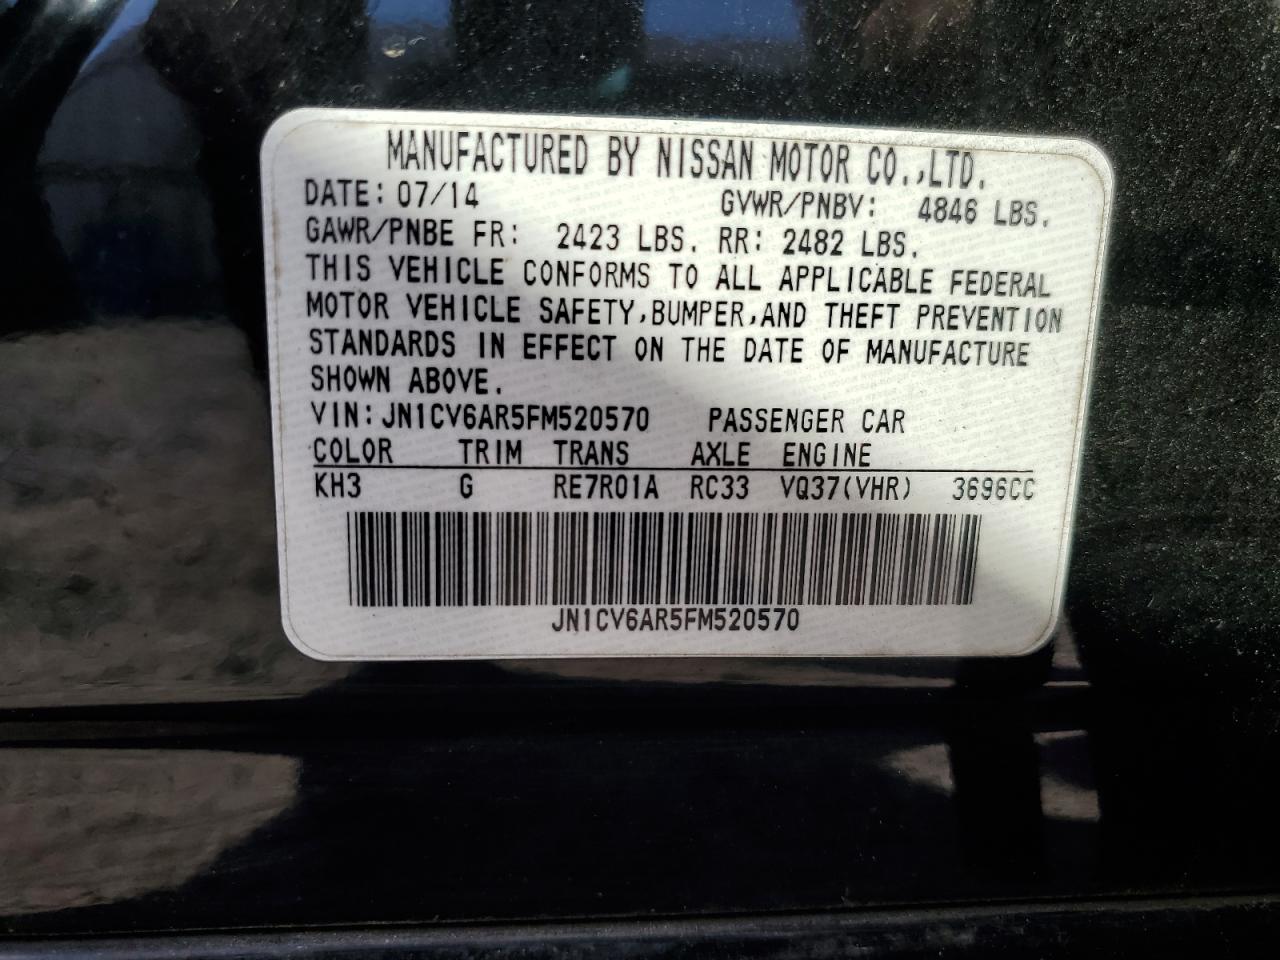 MANUFACTURED BY NISSAN MOTOR CO.,LTD.
DATE: 07/14 GVWR/PNBV: 4846 LBS.
GAWR/PNBE FR: 2423 LBS. RR: 2482 LBS.
THIS VEHICLE CONFORMS TO ALL APPLICABLE FEDERAL
MOTOR VEHICLE SAFETY,BUMPER,AND THEFT PREVENTION
STANDARDS IN EFFECT ON THE DATE OF MANUFACTURE
SHOWN ABOVE.
VIN:JN1CV6AR5FM520570 PASSENGER CAR
COLOR TRIM TRANS AXLE ENGINE
KH3 G RE7R01A RC33 VQ37(VHR) 3696CC
JN1CV6AR5FM520570